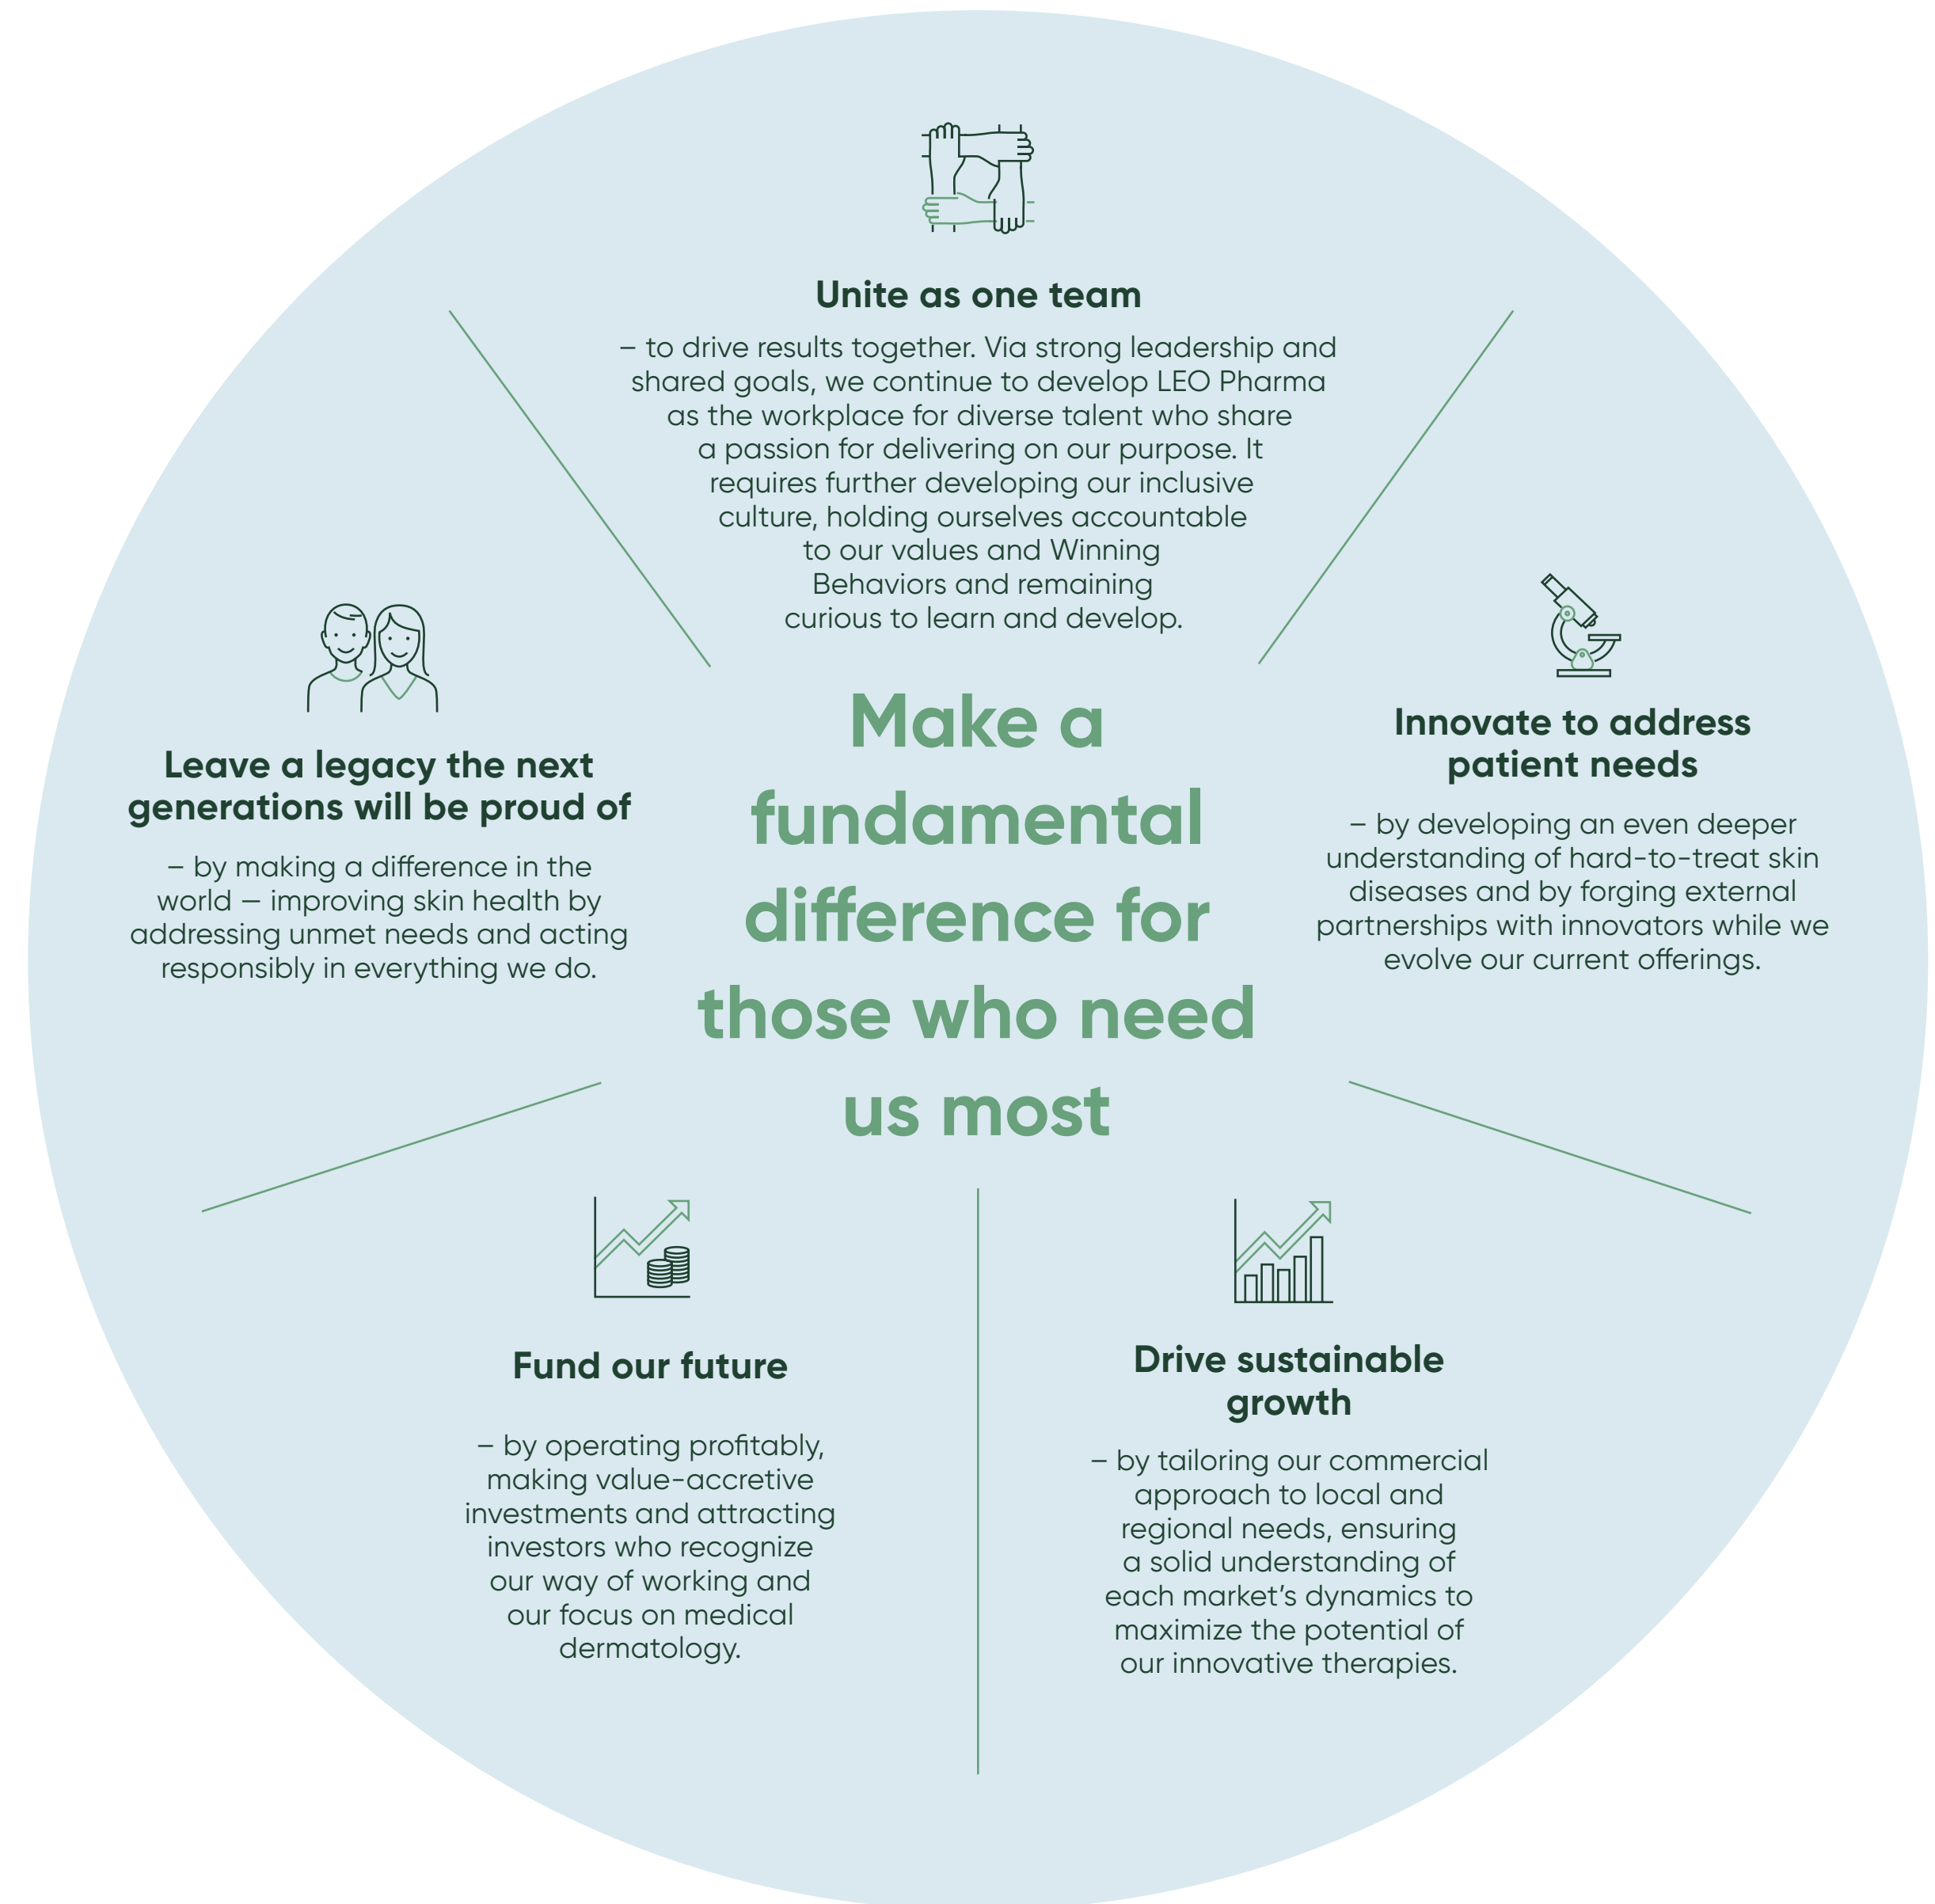 Unite as one team
– to drive results together. Via strong leadership and
shared goals, we continue to develop LEO Pharma
as the workplace for diverse talent who share
a passion for delivering on our purpose. It
requires further developing our inclusive
culture, holding ourselves accountable
to our values and Winning
Behaviors and remaining
curious to learn and develop.
Make a
fundamental
difference for
those who need
us most
Innovate to address
patient needs
– by developing an even deeper
understanding of hard-to-treat skin
diseases and by forging external
partnerships with innovators while we
evolve our current offerings.
Drive sustainable
growth
– by tailoring our commercial
approach to local and
regional needs, ensuring
a solid understanding of
each market’s dynamics to
maximize the potential of
our innovative therapies.
Fund our future
– by operating profitably,
making value-accretive
investments and attracting
investors who recognize
our way of working and
our focus on medical
dermatology.
Leave a legacy the next
generations will be proud of
– by making a difference in the
world — improving skin health by
addressing unmet needs and acting
responsibly in everything we do.